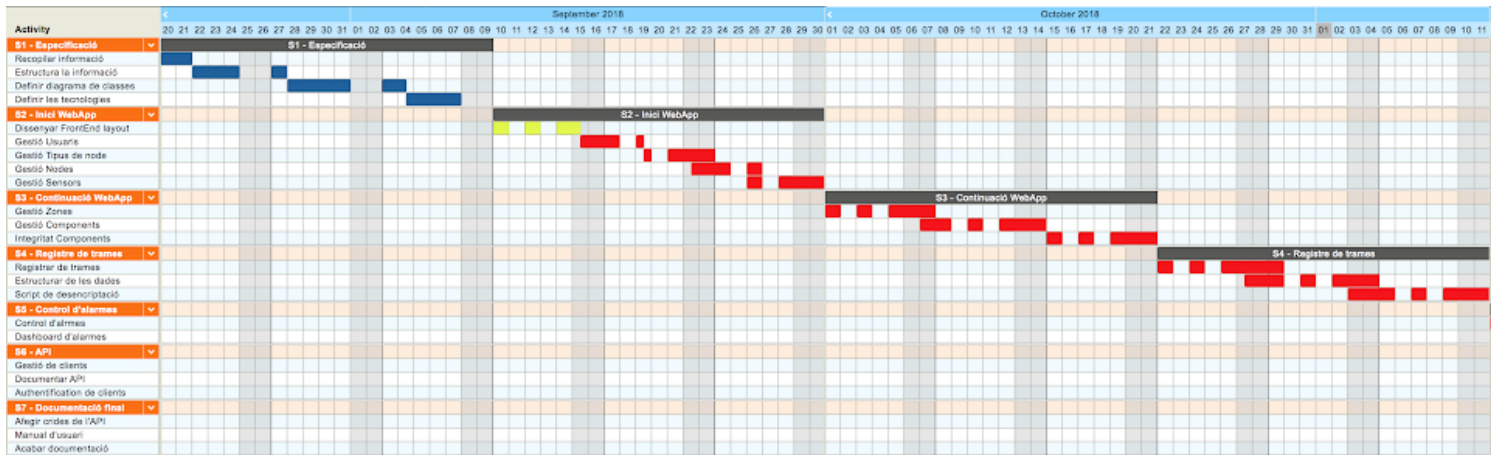 September 2018 October 2018
Activity 20 21 22 23 24 25 26 27 28 29 30 31 01 02 03 04 05 06 07 08 09 10 11 12 13 14 15 16 17 18 19 20 21 22 23 24 25 26 27 28 29 30 01 02 03 04 05 06 07 08 09 10 11 12 13 14 15 16 17 18 19 20 21 22 23 24 25 26 27 28 29 30 31 01 02 03 04 05 06 07 08 09 10 11
S1 - Especificació S1 - Especificació
Recopilar informació
Estructura la informació
Definir diagrama de classes
Definir les tecnologies
S2 - Inici WebApp S2 - Inici WebApp
Dissenyar FrontEnd layout
Gestió Usuaris
Gestió Tipus de node
Gestió Nodes
Gestió Sensors
S3 - Continuació WebApp S3 - Continuació WebApp
Gestió Zones
Gestió Components
Integritat Components
S4 - Registre de trames S4 - Registre de trames
Registrar de trames
Estructurar de les dades
Script de desencriptació
S5 - Control d'alarmes
Control d'alrmes
Dashboard d'alarmes
S6 - API
Gestió de clients
Documentar API
Authentification de clients
S7 - Documentació final
Afegir crides de l'API
Manual d'usuari
Acabar documentació